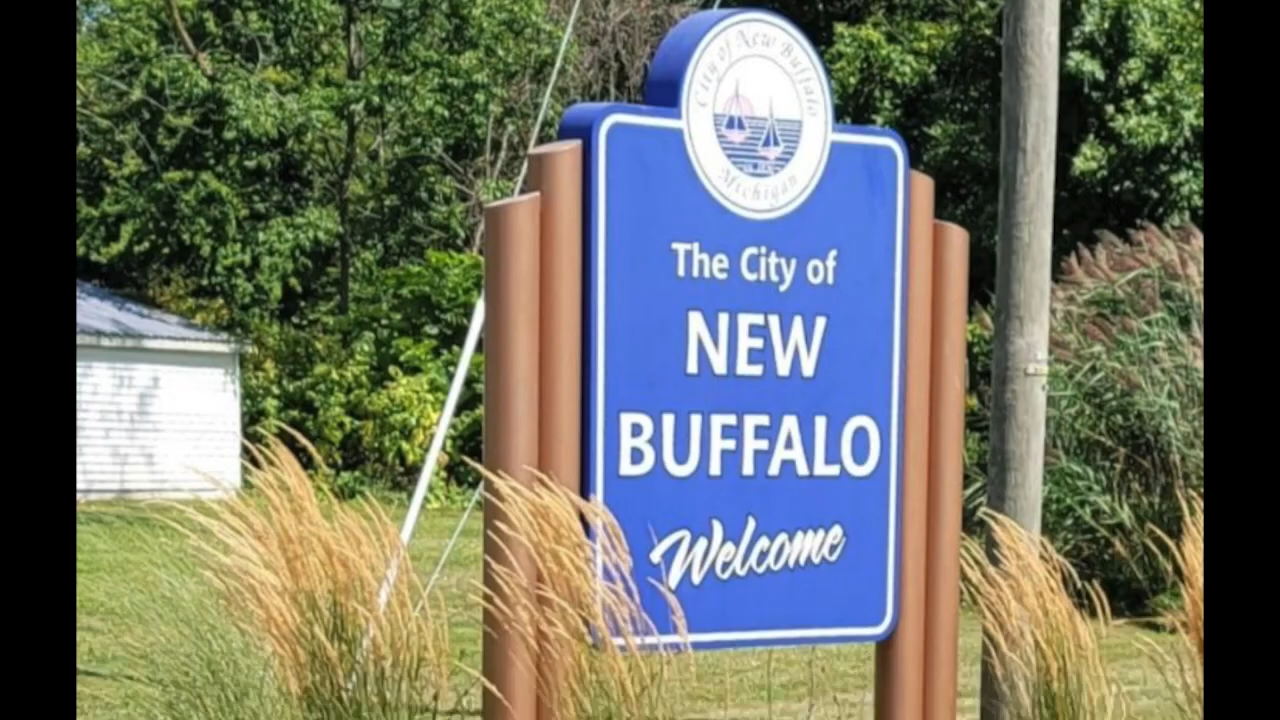 City of New Buffalo
Michigan
The City of
NEW
BUFFALO
Welcome